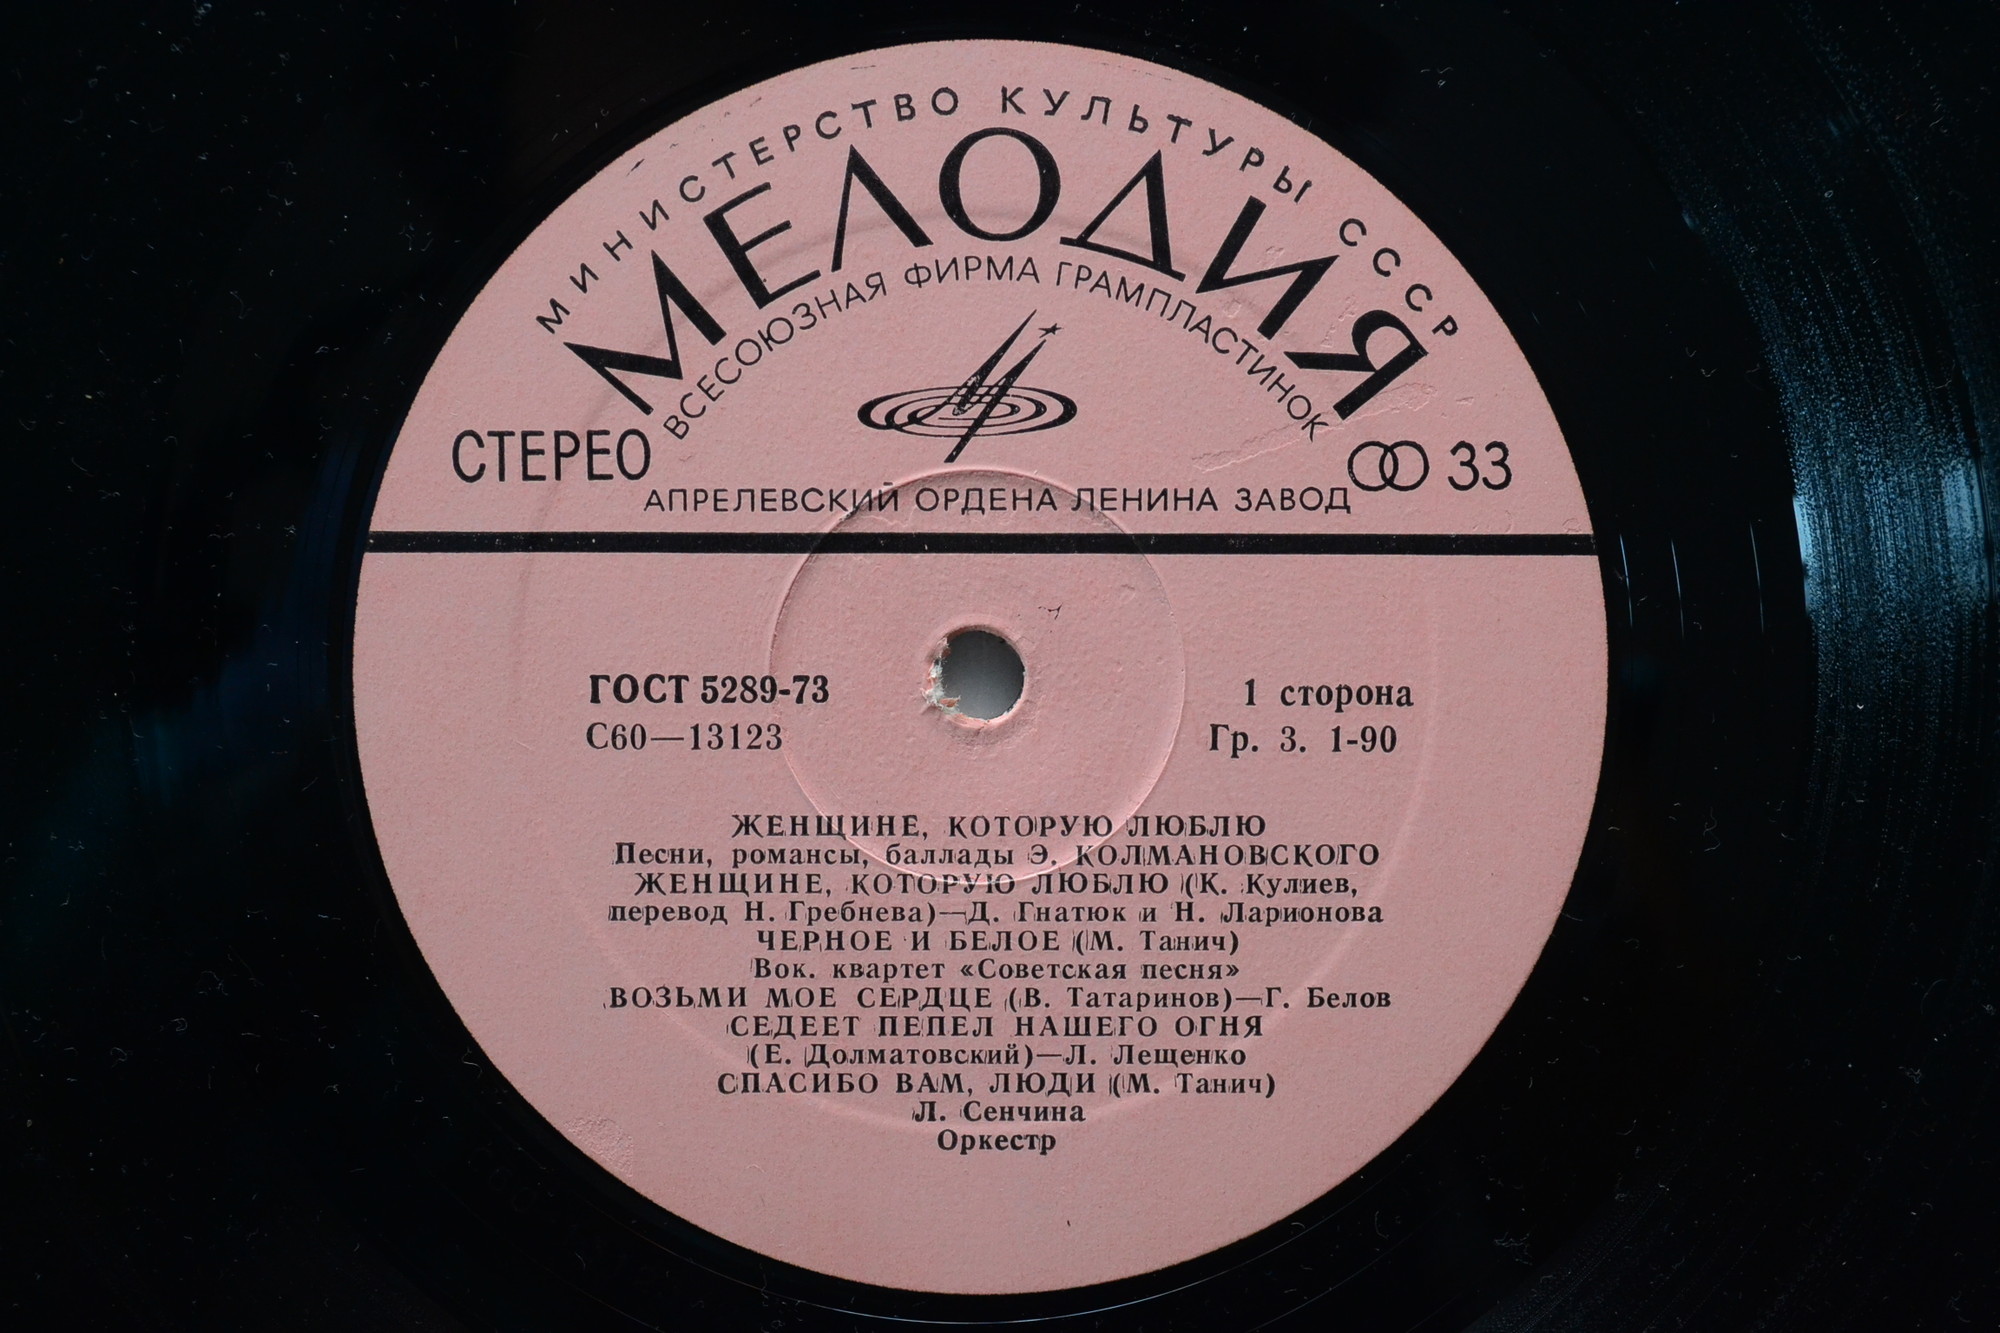 МИНИСТЕРСТВО КУЛЬТУРЫ СССР
МЕЛОДИЯ
ВСЕСОЮЗНАЯ ФИРМА ГРАМПЛАСТИНОК
СТЕРЕО
33
АПРЕЛЕВСКИЙ ОРДЕНА ЛЕНИНА ЗАВОД
ГОСТ 5289-73
1 сторона
С60—13123
Гр. 3. 1-90
ЖЕНЩИНЕ, КОТОРУЮ ЛЮБЛЮ
Песни, романсы, баллады Э. КОЛМАНОВСКОГО
ЖЕНЩИНЕ, КОТОРУЮ ЛЮБЛЮ (К. Кулиев,
перевод Н. Гребнева)—Д. Гнатюк и Н. Ларионова
ЧЕРНОЕ И БЕЛОЕ (М. Танич)
Вок. квартет «Советская песня»
ВОЗЬМИ МОЕ СЕРДЦЕ (В. Татаринов)—Г. Белов
СЕДЕЕТ ПЕПЕЛ НАШЕГО ОГНЯ
(Е. Долматовский)—Л. Лещенко
СПАСИБО ВАМ, ЛЮДИ (М. Танич)
Л. Сенчина
Оркестр